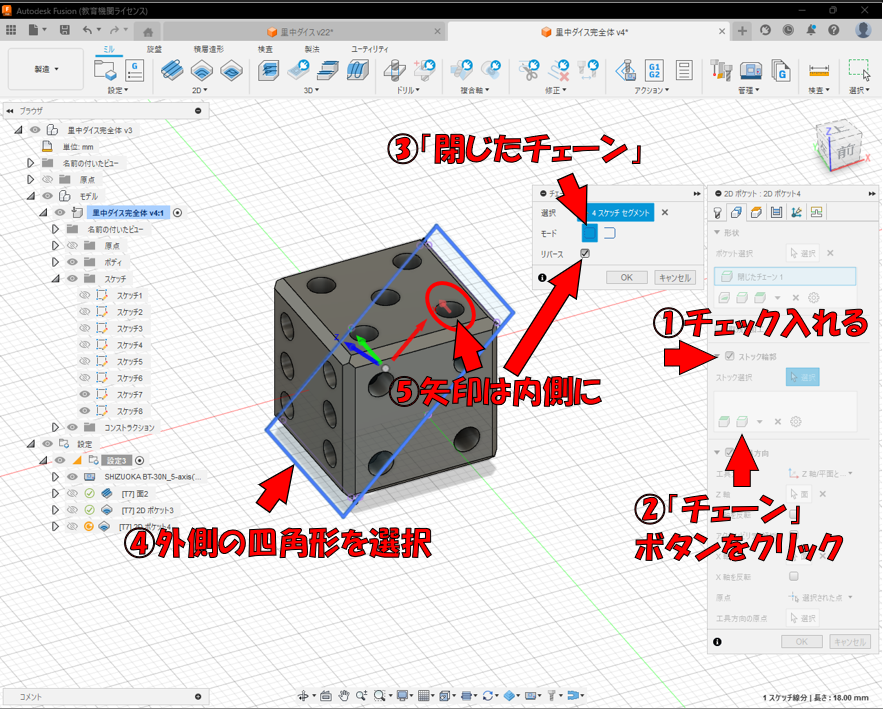 Autodesk Fusion (教育機関ライセンス)
里中ダイス v22*
里中ダイス完全体 v4*
ミル
旋盤
積層造形
検査
製法
ユーティリティ
製造
G1
G2
設定
2D
3D
ドリル
複合軸
修正
アクション
管理
検査
選択
ブラウザ
里中ダイス完全体 v3
単位: mm
名前の付いたビュー
原点
モデル
里中ダイス完全体 v4:1
名前の付いたビュー
原点
ボディ
スケッチ
スケッチ1
スケッチ2
スケッチ3
スケッチ4
スケッチ5
スケッチ6
スケッチ7
スケッチ8
コンストラクション
設定
設定3
SHIZUOKA BT-30N_5-axis(...
[T7] 面2
[T7] 2D ポケット3
[T7] 2D ポケット4
③「閉じたチェーン」
チェ
選択
4 スケッチ セグメント
モード
リバース
OK
キャンセル
Z
X
前
2D ポケット : 2D ポケット4
形状
ポケット選択
選択
閉じたチェーン 1
①チェック入れる
ストック輪郭
ストック選択
選択
方向
Z 軸/平面と...
Z 軸
面
②「チェーン」
ボタンをクリック
X 軸を反転
原点
選択された点
工具方向の原点
選択
OK
キャンセル
⑤矢印は内側に
④外側の四角形を選択
コメント
1 スケッチ線分 | 長さ : 18.00 mm